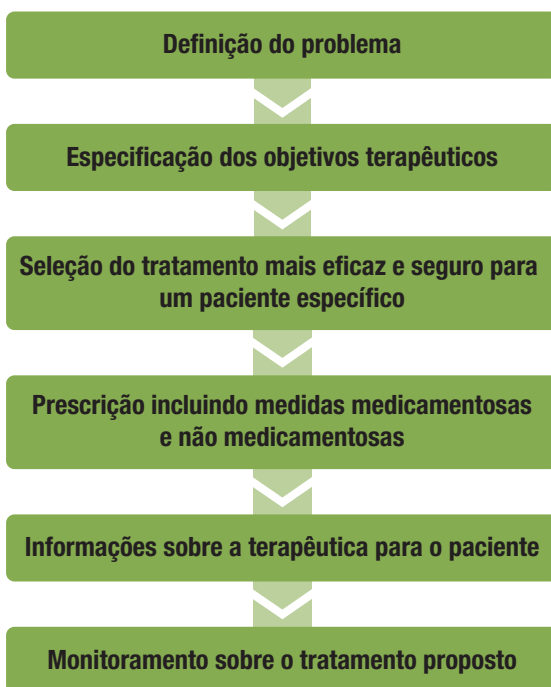 Definição do problema
Especificação dos objetivos terapêuticos
Seleção do tratamento mais eficaz e seguro para
um paciente específico
Prescrição incluindo medidas medicamentosas
e não medicamentosas
Informações sobre a terapêutica para o paciente
Monitoramento sobre o tratamento proposto